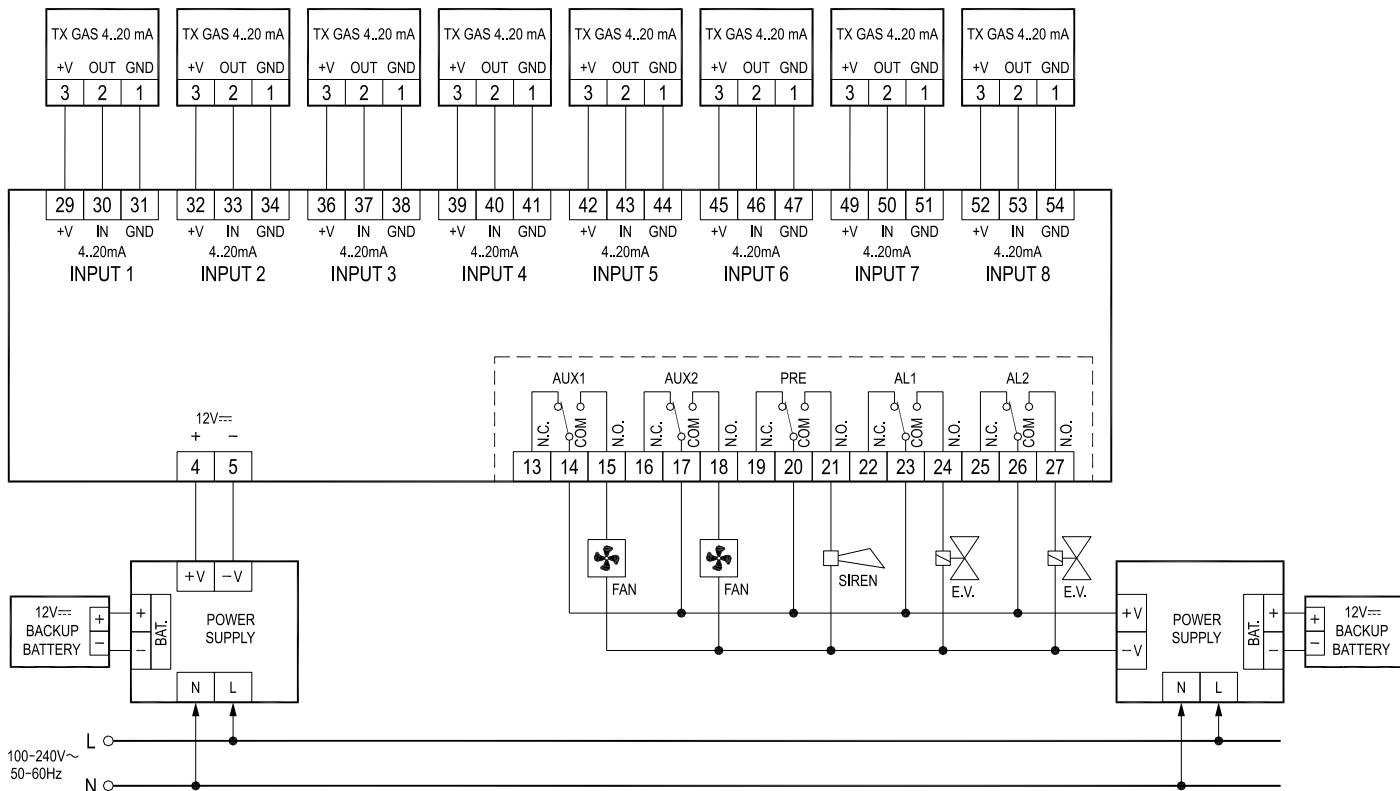 TX GAS 4..20 mA TX GAS 4..20 mA TX GAS 4..20 mA TX GAS 4..20 mA TX GAS 4..20 mA TX GAS 4..20 mA TX GAS 4..20 mA TX GAS 4..20 mA
+V OUT GND +V OUT GND +V OUT GND +V OUT GND +V OUT GND +V OUT GND +V OUT GND +V OUT GND
3 2 1 3 2 1 3 2 1 3 2 1 3 2 1 3 2 1 3 2 1 3 2 1
29 30 31 32 33 34 36 37 38 39 40 41 42 43 44 45 46 47 49 50 51 52 53 54
+V IN GND +V IN GND +V IN GND +V IN GND +V IN GND +V IN GND +V IN GND +V IN GND
4..20mA 4..20mA 4..20mA 4..20mA 4..20mA 4..20mA 4..20mA 4..20mA
INPUT 1 INPUT 2 INPUT 3 INPUT 4 INPUT 5 INPUT 6 INPUT 7 INPUT 8
AUX1 AUX2 PRE AL1 AL2
N.C. COM N.O. N.C. COM N.O. N.C. COM N.O. N.C. COM N.O. N.C. COM N.O.
12V⎓
+ −
4 5 13 14 15 16 17 18 19 20 21 22 23 24 25 26 27
FAN FAN SIREN E.V. E.V.
+V −V
12V⎓
BACKUP
BATTERY
+
−
+
−
BAT.
POWER
SUPPLY
N L
+V
−V
POWER
SUPPLY
BAT.
+
−
+
−
12V⎓
BACKUP
BATTERY
N L
L
100-240V~
50-60Hz
N